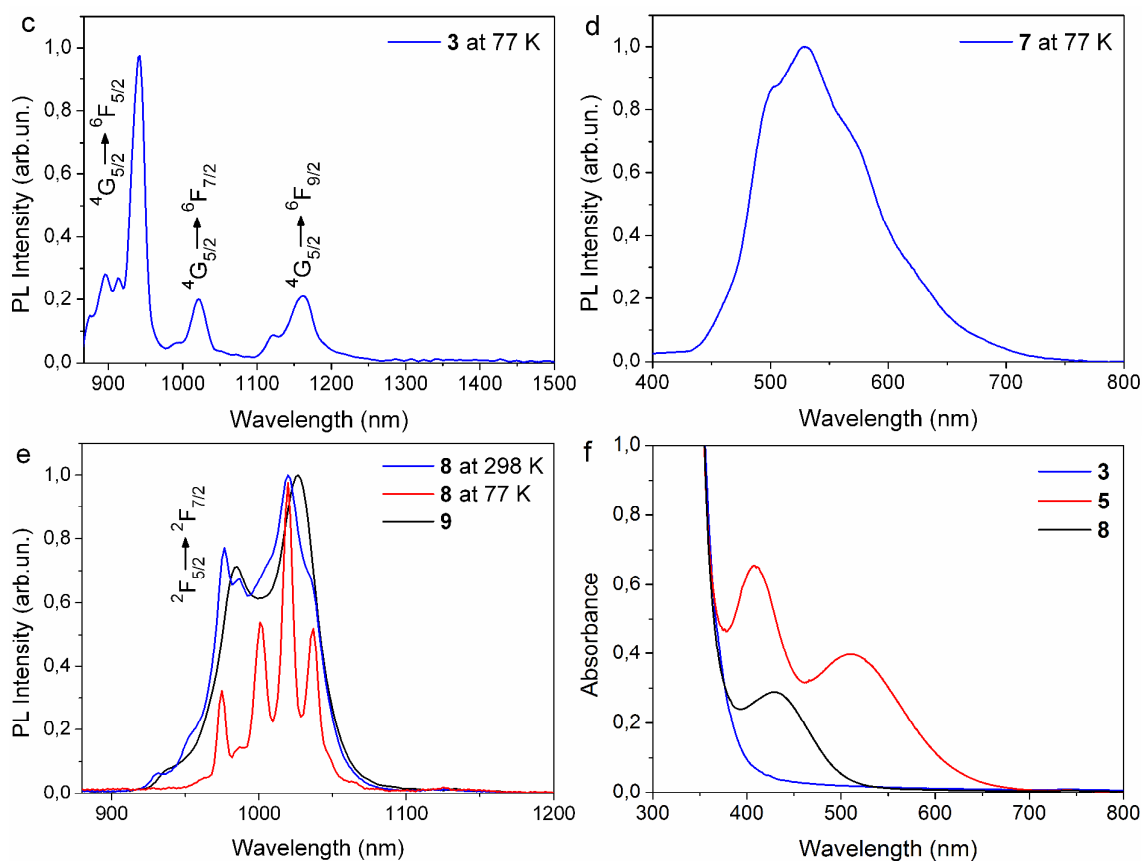 c
3 at 77 K
PL Intensity (arb.un.)
1,0
0,8
0,6
0,4
0,2
0,0
4G5/2 → 6F5/2
4G5/2 → 6F7/2
4G5/2 → 6F9/2
900 1000 1100 1200 1300 1400 1500
Wavelength (nm)
d
7 at 77 K
PL Intensity (arb.un.)
1,0
0,8
0,6
0,4
0,2
0,0
400 500 600 700 800
Wavelength (nm)
e
8 at 298 K
8 at 77 K
9
PL Intensity (arb.un.)
1,0
0,8
0,6
0,4
0,2
0,0
2F5/2 → 2F7/2
900 1000 1100 1200
Wavelength (nm)
f
3
5
8
Absorbance
1,0
0,8
0,6
0,4
0,2
0,0
300 400 500 600 700 800
Wavelength (nm)